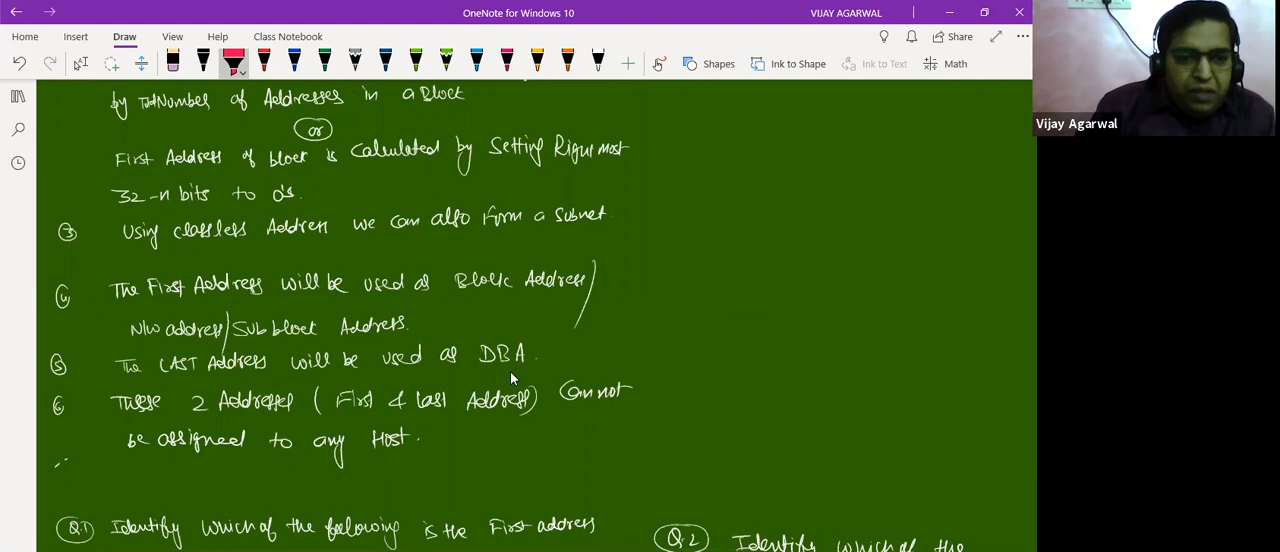 OneNote for Windows 10
VIJAY AGARWAL
Home Insert Draw View Help Class Notebook
Share
Shapes Ink to Shape Ink to Text Math
Vijay Agarwal
by Number of Addresses in a Block
or
First Address of block is calculated by Setting Right most
32-n bits to 0's.
3 Using classless Address we can also form a subnet.
4 The First Address will be used as Block Address/
N/W address/Sub block Address.
5 The LAST Address will be used as DBA.
6 These 2 Addresses (First & Last Address) Cannot
be assigned to any Host.
Q.1 Identify which of the following is the First address
Q.2 Identify which of the